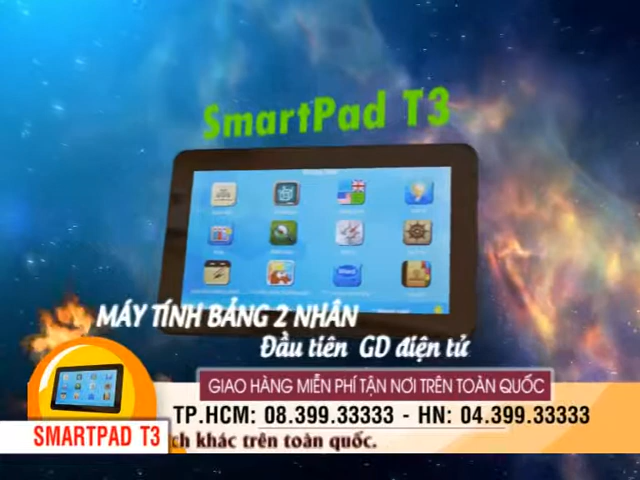 SmartPad T3
MÁY TÍNH BẢNG 2 NHÂN
Đầu tiên GD điện tử
GIAO HÀNG MIỄN PHÍ TẬN NƠI TRÊN TOÀN QUỐC
TP.HCM: 08.399.33333 - HN: 04.399.33333
SMARTPAD T3
ch khác trên toàn quốc.